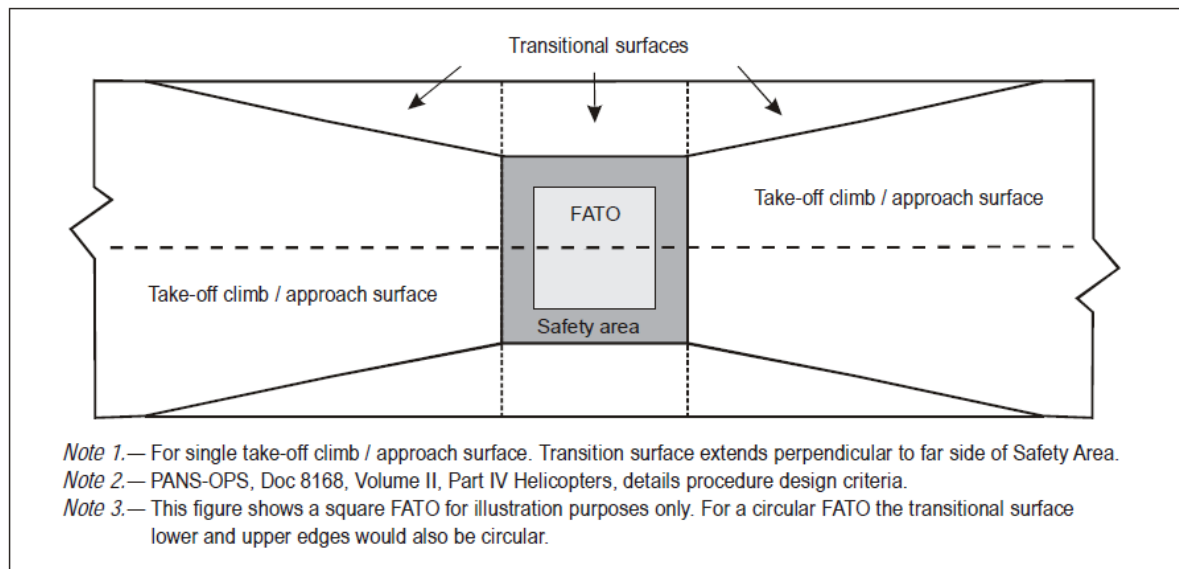 Transitional surfaces
Take-off climb / approach surface
FATO
Take-off climb / approach surface
Safety area
Note 1.— For single take-off climb / approach surface. Transition surface extends perpendicular to far side of Safety Area.
Note 2.— PANS-OPS, Doc 8168, Volume II, Part IV Helicopters, details procedure design criteria.
Note 3.— This figure shows a square FATO for illustration purposes only. For a circular FATO the transitional surface
lower and upper edges would also be circular.